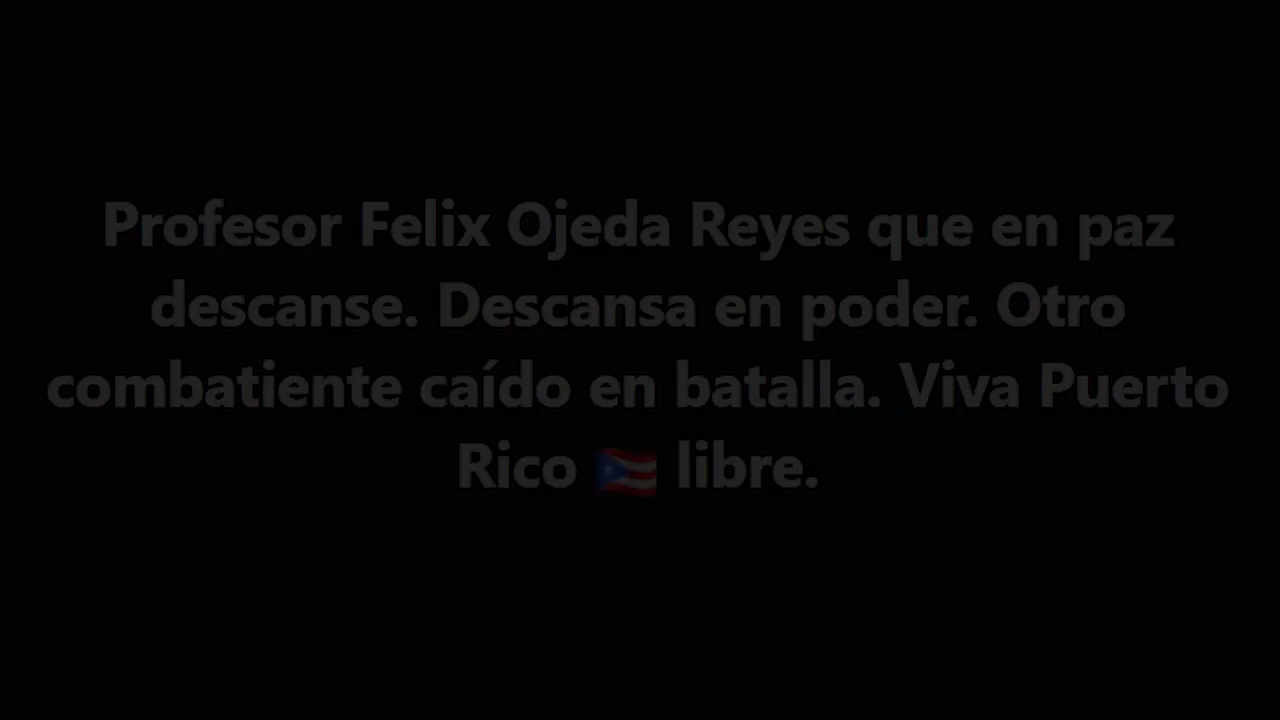 Profesor Felix Ojeda Reyes que en paz
descanse. Descansa en poder. Otro
combatiente caído en batalla. Viva Puerto
Rico 🇵🇷 libre.